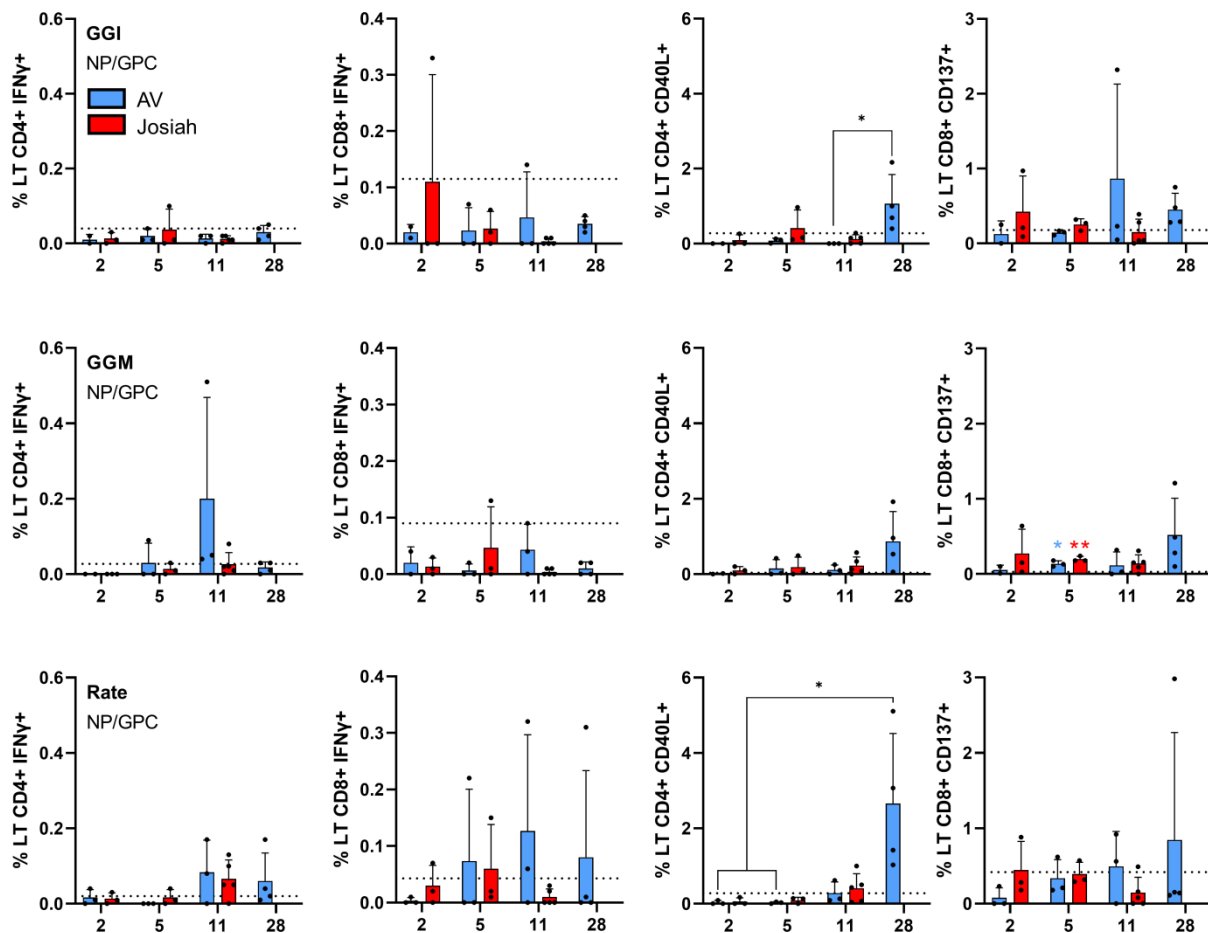 GGI
NP/GPC
AV
Josiah
% LT CD4+ IFNγ+
0.6
0.4
0.2
0.0
2 5 11 28
% LT CD8+ IFNγ+
0.4
0.3
0.2
0.1
0.0
2 5 11 28
% LT CD4+ CD40L+
6
4
2
0
*
2 5 11 28
% LT CD8+ CD137+
3
2
1
0
2 5 11 28
GGM
NP/GPC
% LT CD4+ IFNγ+
0.6
0.4
0.2
0.0
2 5 11 28
% LT CD8+ IFNγ+
0.4
0.3
0.2
0.1
0.0
2 5 11 28
% LT CD4+ CD40L+
6
4
2
0
2 5 11 28
% LT CD8+ CD137+
3
2
1
0
* **
2 5 11 28
Rate
NP/GPC
% LT CD4+ IFNγ+
0.6
0.4
0.2
0.0
2 5 11 28
% LT CD8+ IFNγ+
0.4
0.3
0.2
0.1
0.0
2 5 11 28
% LT CD4+ CD40L+
6
4
2
0
*
2 5 11 28
% LT CD8+ CD137+
3
2
1
0
2 5 11 28